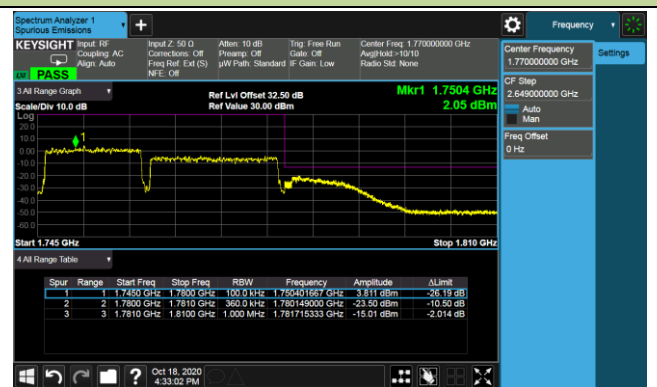 Spectrum Analyzer 1
Spurious Emissions
+
Frequency
KEYSIGHT
Input: RF
Coupling: AC
Align: Auto
Input Z: 50 Ω
Corrections: Off
Freq Ref: Ext (S)
NFE: Off
Atten: 10 dB
Preamp: Off
µW Path: Standard
Trig: Free Run
Gate: Off
IF Gain: Low
Center Freq: 1.770000000 GHz
Avg|Hold:>10/10
Radio Std: None
PASS
Center Frequency
1.770000000 GHz
Settings
CF Step
2.649000000 GHz
Auto
Man
Freq Offset
0 Hz
3 All Range Graph
Scale/Div 10.0 dB
Ref Lvl Offset 32.50 dB
Ref Value 30.00 dBm
Mkr1 1.7504 GHz
2.05 dBm
Log
20.0
10.0
0.00
-10.0
-20.0
-30.0
-40.0
-50.0
-60.0
1
Start 1.745 GHz
Stop 1.810 GHz
4 All Range Table
Spur Range Start Freq Stop Freq RBW Frequency Amplitude ΔLimit
1 1 1.7450 GHz 1.7800 GHz 100.0 kHz 1.750401667 GHz 3.811 dBm -26.19 dB
2 2 1.7800 GHz 1.7810 GHz 360.0 kHz 1.780149000 GHz -23.50 dBm -10.50 dB
3 3 1.7810 GHz 1.8100 GHz 1.000 MHz 1.781715333 GHz -15.01 dBm -2.014 dB
?
Oct 18, 2020
4:33:02 PM